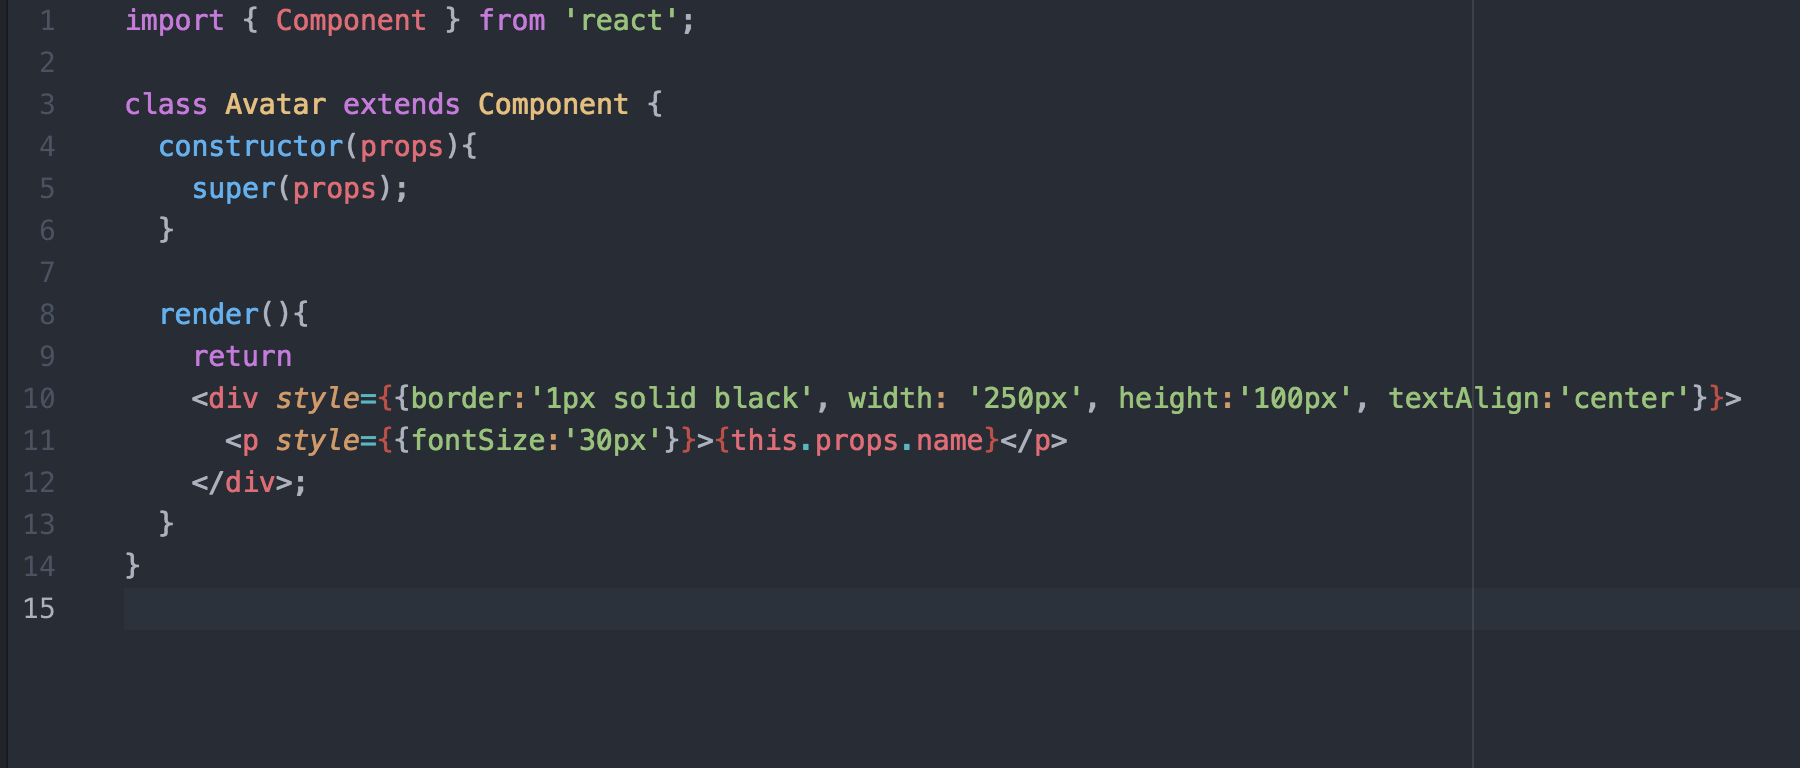 1 import { Component } from 'react';
2
3 class Avatar extends Component {
4   constructor(props){
5     super(props);
6   }
7
8   render(){
9     return
10     <div style={{border:'1px solid black', width: '250px', height:'100px', textAlign:'center'}}>
11       <p style={{fontSize:'30px'}}>{this.props.name}</p>
12     </div>;
13   }
14 }
15